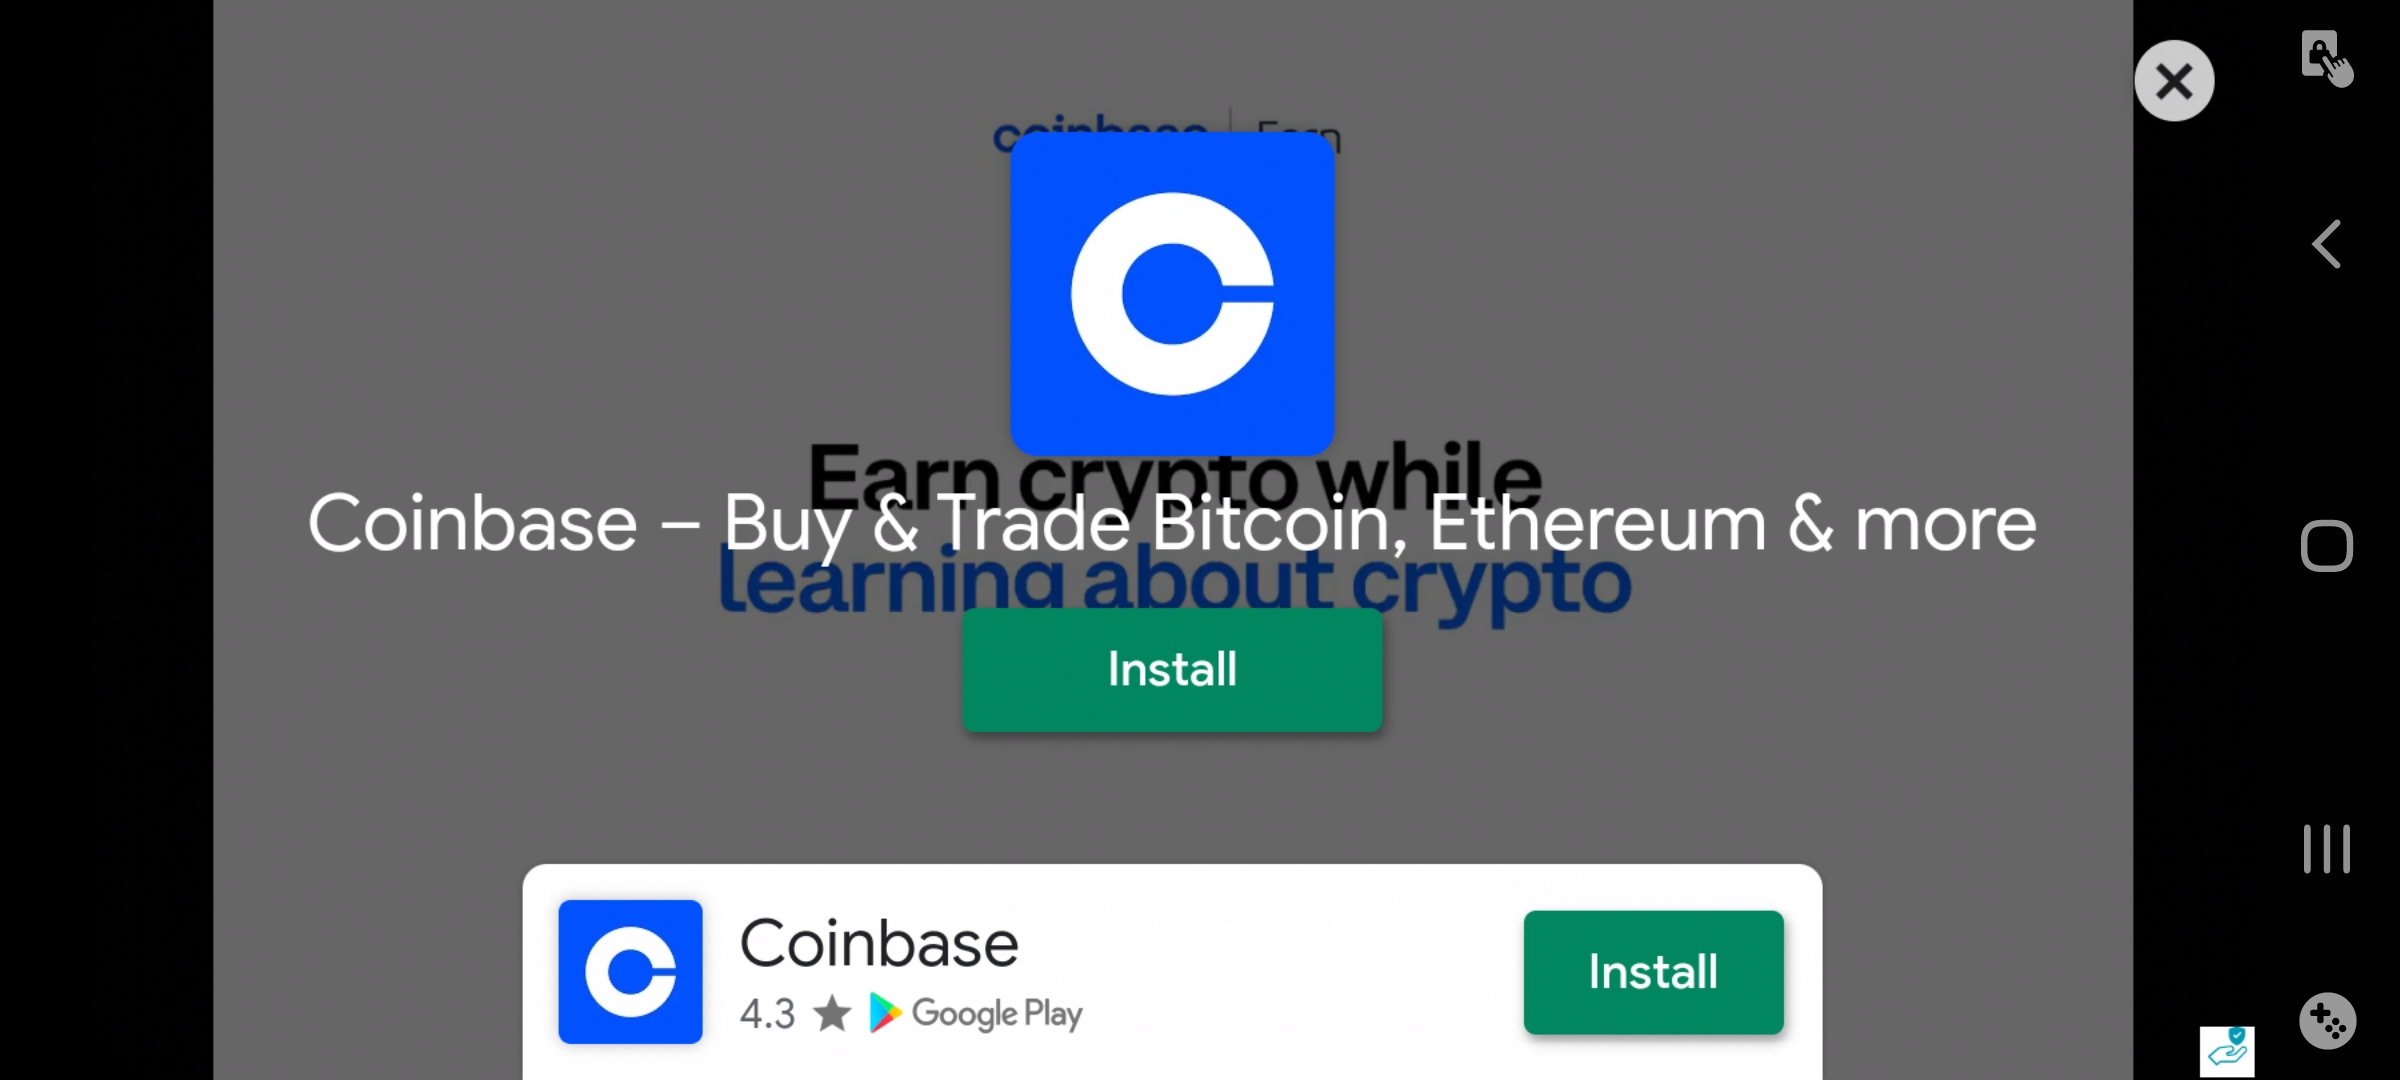 coinbase | Earn
Earn crypto while
Coinbase – Buy & Trade Bitcoin, Ethereum & more
learning about crypto
Install
Coinbase
4.3 ★ Google Play
Install